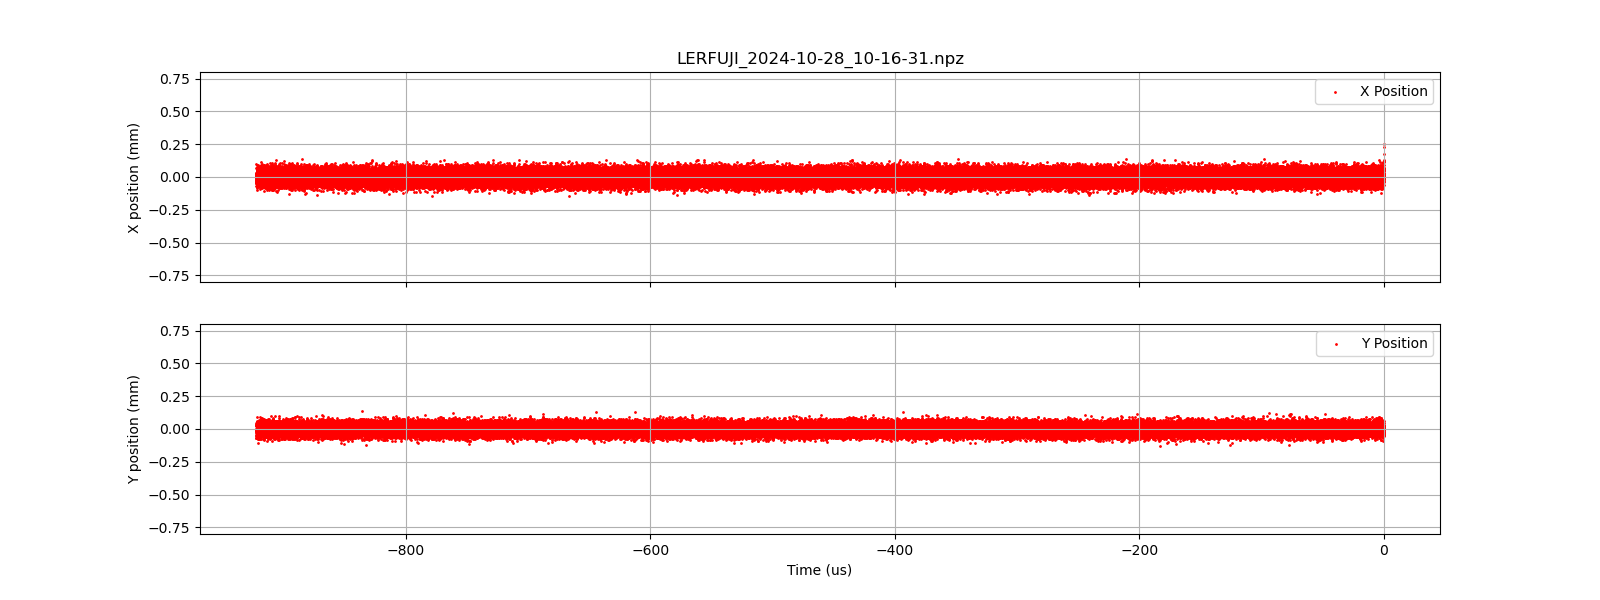 LERFUJI_2024-10-28_10-16-31.npz
X position (mm)
0.75
0.50
0.25
0.00
−0.25
−0.50
−0.75
X Position
Y position (mm)
0.75
0.50
0.25
0.00
−0.25
−0.50
−0.75
Y Position
−800 −600 −400 −200 0
Time (us)